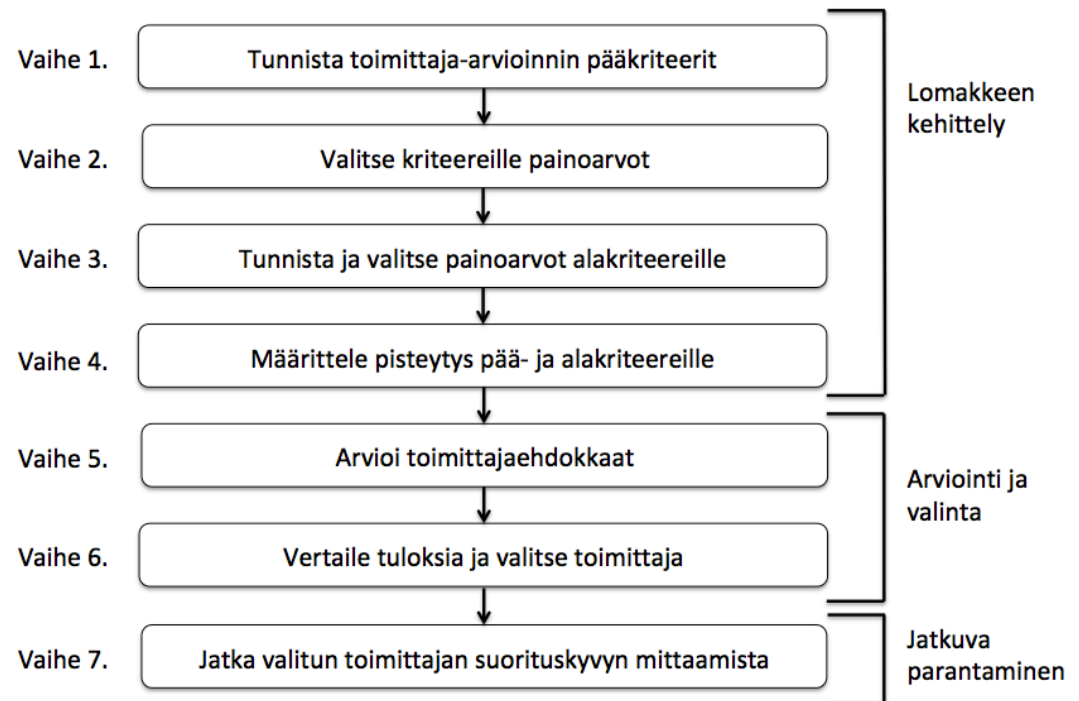 Vaihe 1.
Tunnista toimittaja-arvioinnin pääkriteerit
Vaihe 2.
Valitse kriteereille painoarvot
Vaihe 3.
Tunnista ja valitse painoarvot alakriteereille
Vaihe 4.
Määrittele pisteytys pää- ja alakriteereille
Lomakkeen
kehittely
Vaihe 5.
Arvioi toimittajaehdokkaat
Vaihe 6.
Vertaile tuloksia ja valitse toimittaja
Arviointi ja
valinta
Vaihe 7.
Jatka valitun toimittajan suorituskyvyn mittaamista
Jatkuva
parantaminen